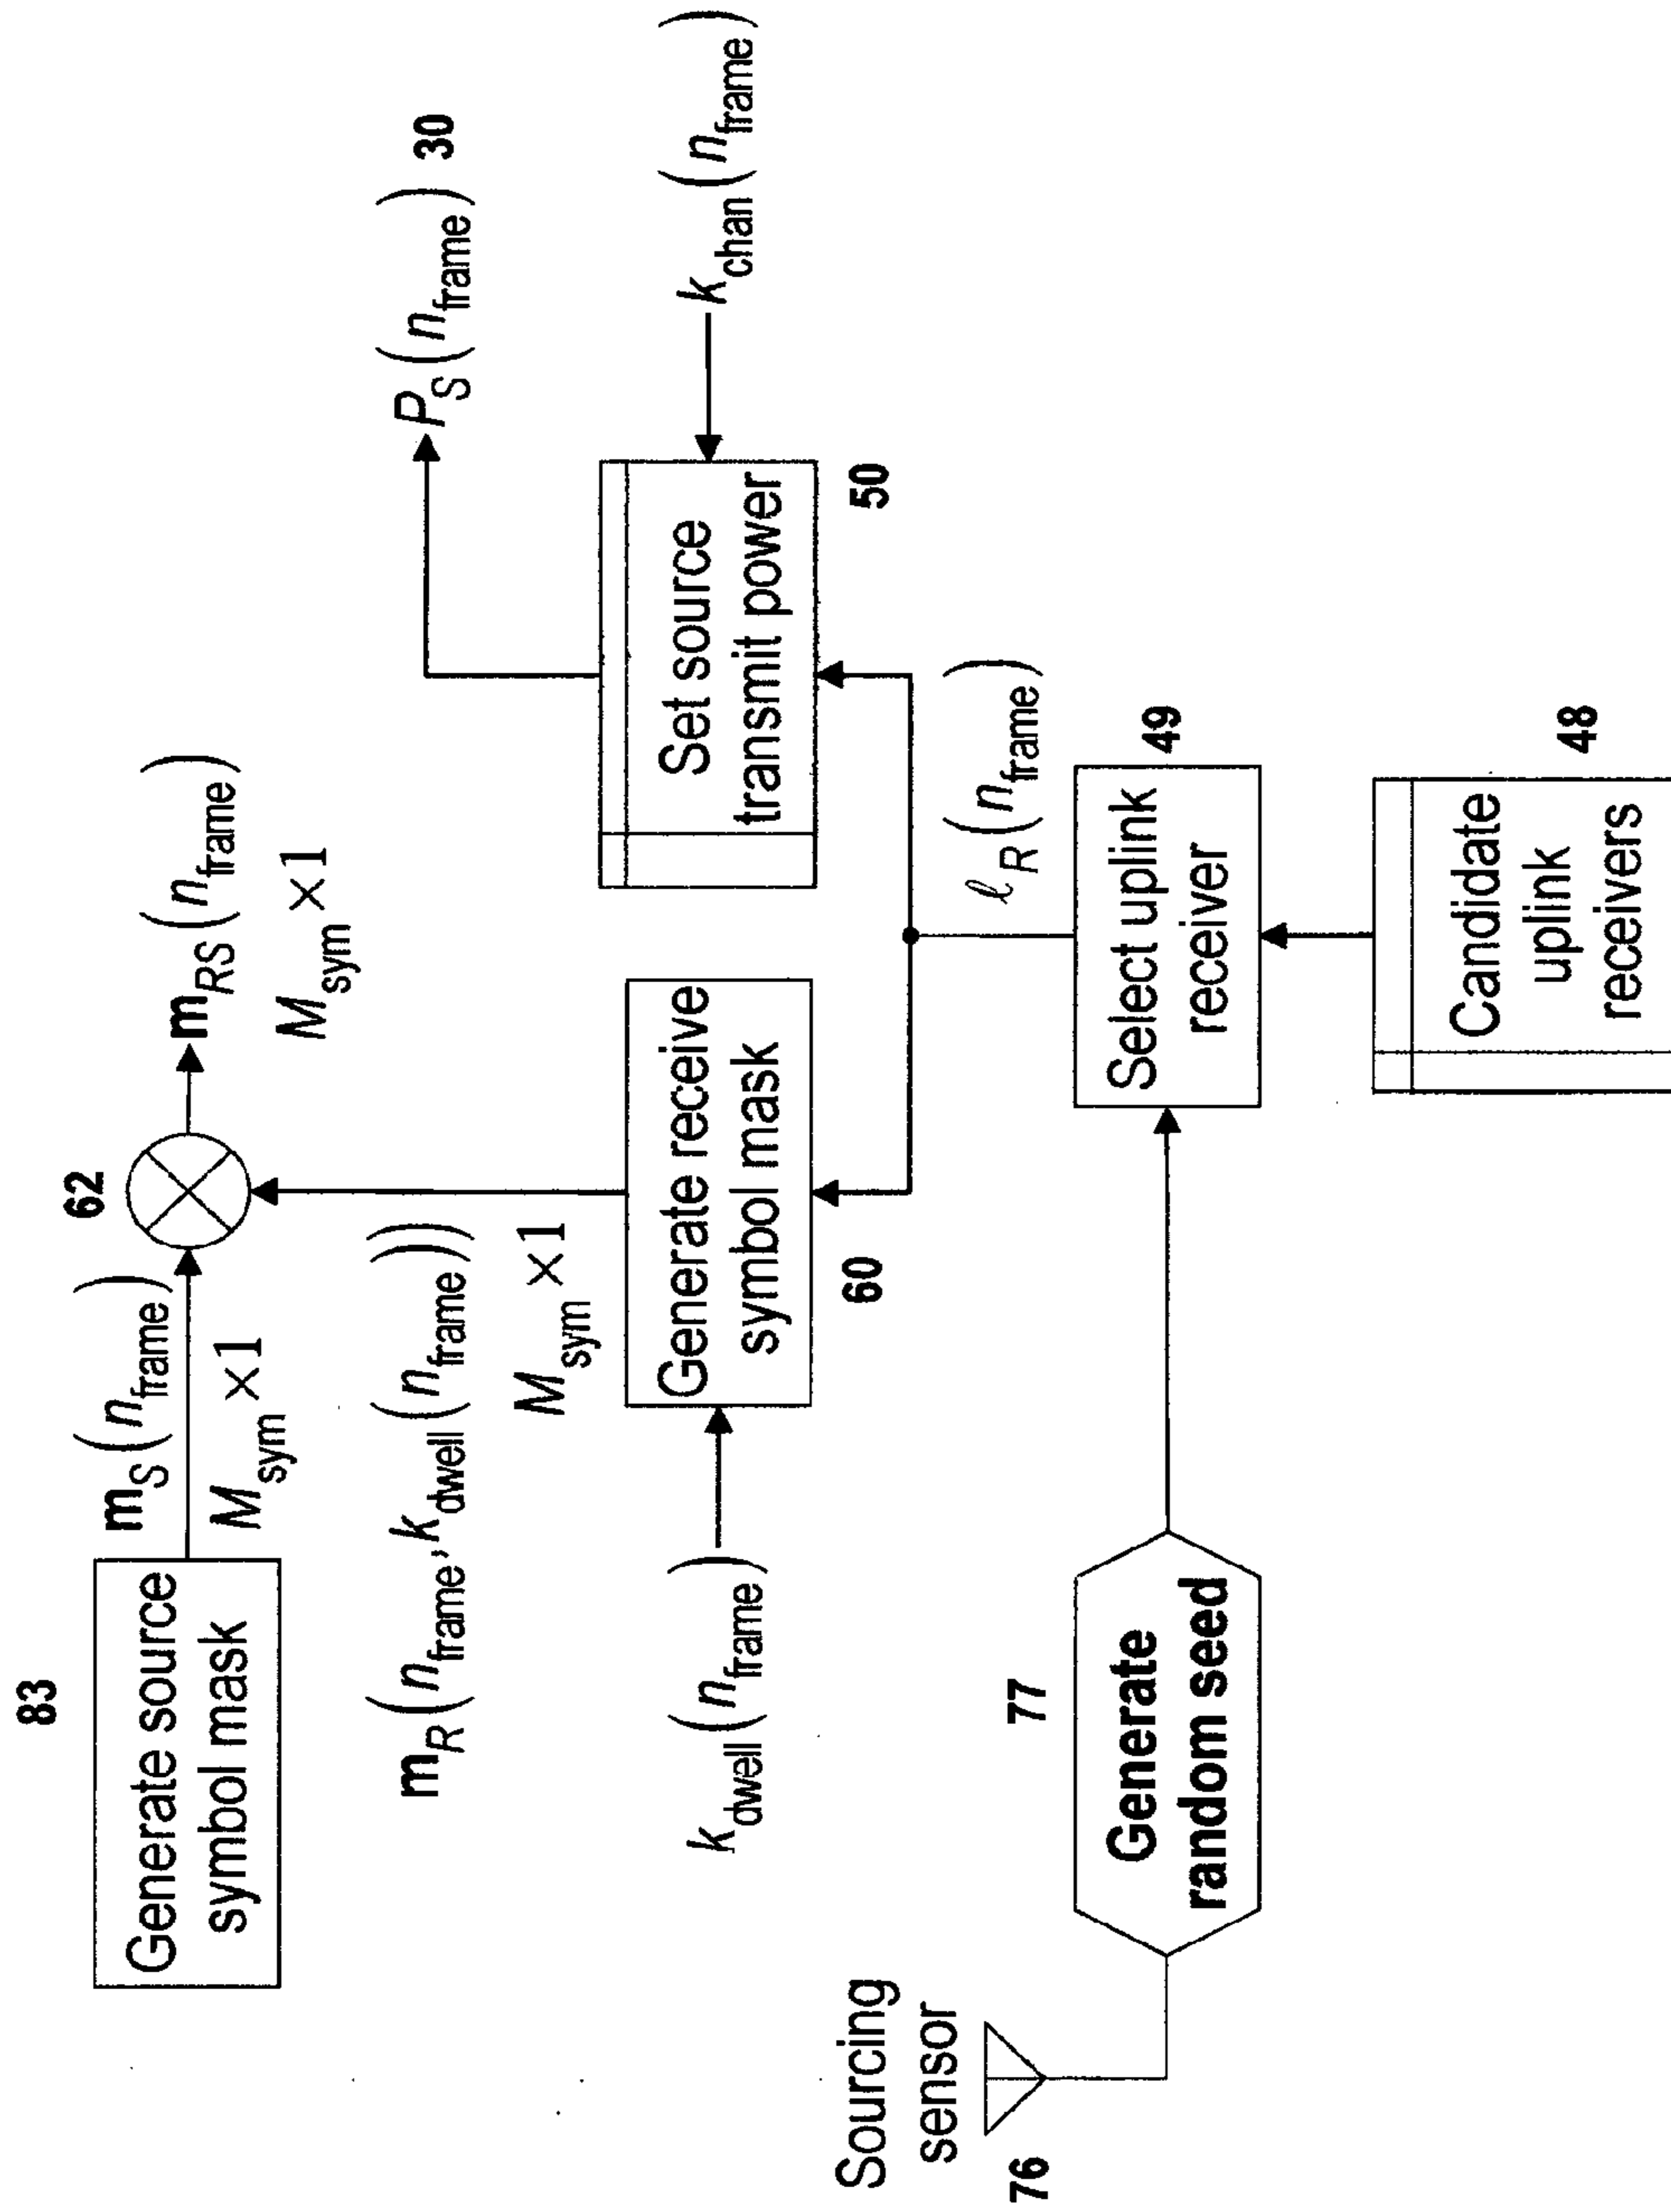 83
Generate source
symbol mask
m_S(n_frame)
M_sym×1
62
m_RS(n_frame)
M_sym×1
m_R(n_frame,k_dwell(n_frame))
M_sym×1
P_S(n_frame) 30
k_dwell(n_frame)
Generate receive
symbol mask
60
Set source
transmit power
50
k_chan(n_frame)
ℓ_R(n_frame)
Sourcing
sensor
76
77
Generate
random seed
Select uplink
receiver
49
Candidate
uplink
receivers
48